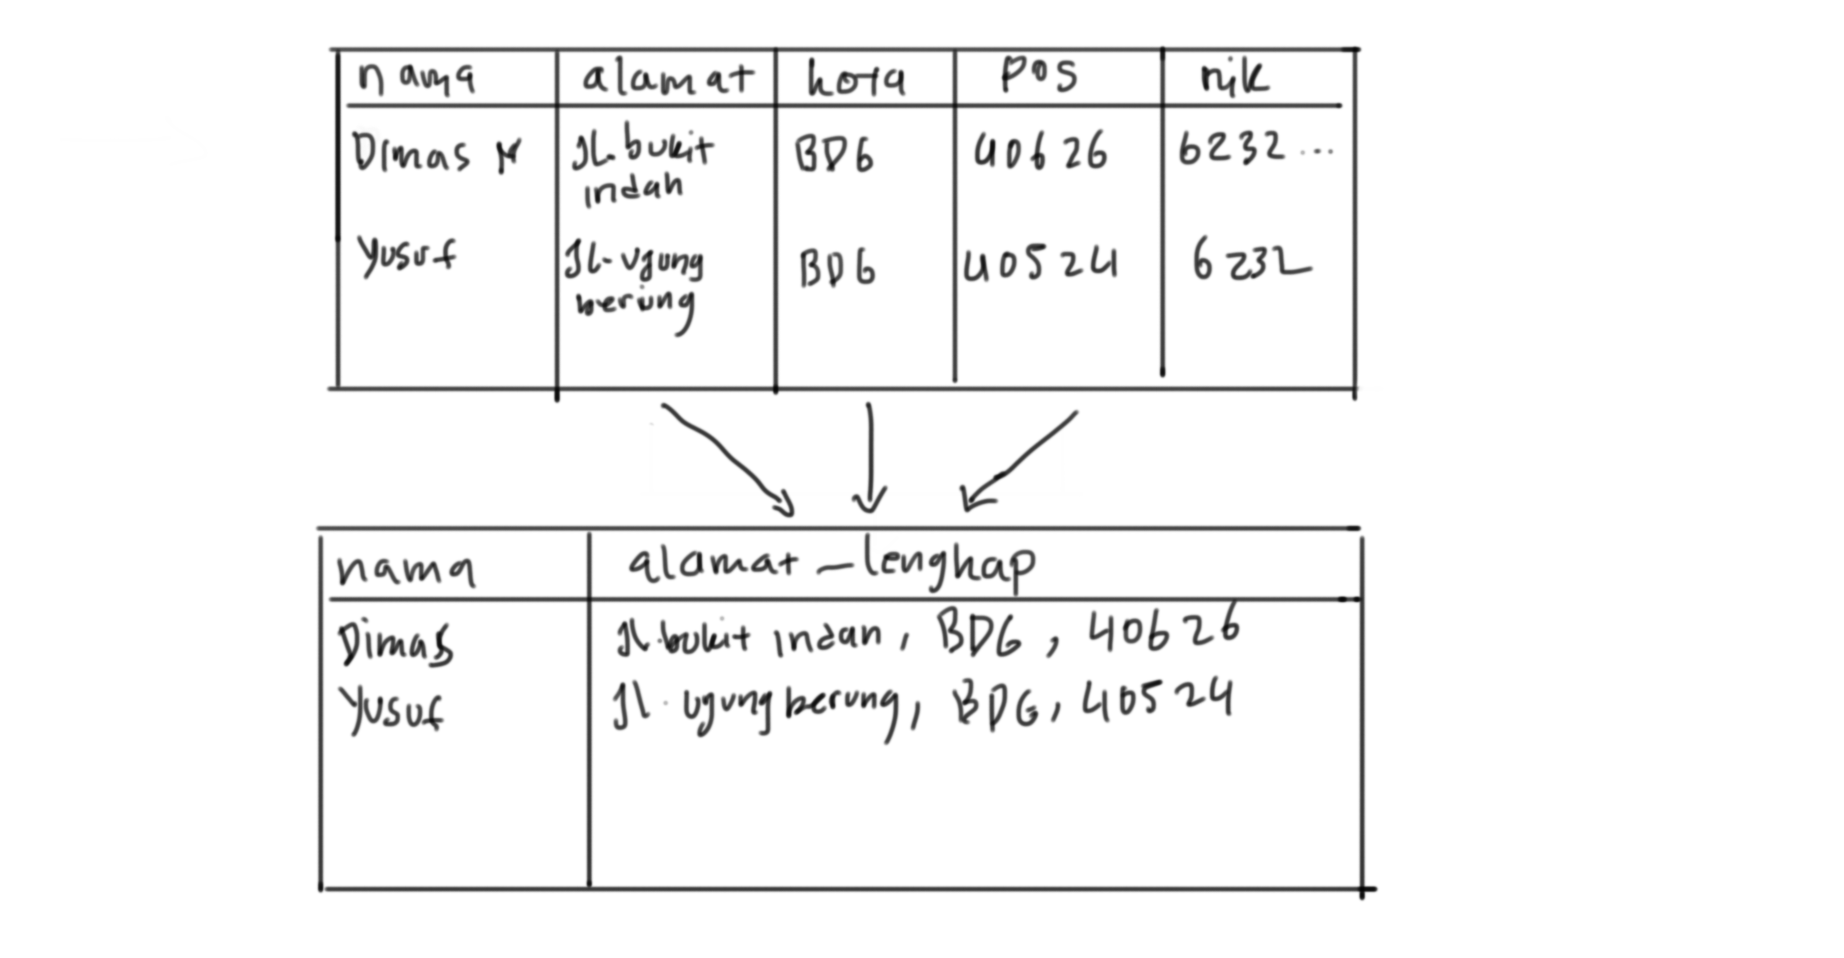 nama alamat kota Pos nik
Dimas M JL. bukit BDG 40626 6232 ...
indah
Yusuf JL. Ujung BDG 40524 6232
berung
nama alamat_lengkap
Dimas Jl. bukit indah, BDG, 40626
Yusuf Jl. Ujung berung, BDG, 40524